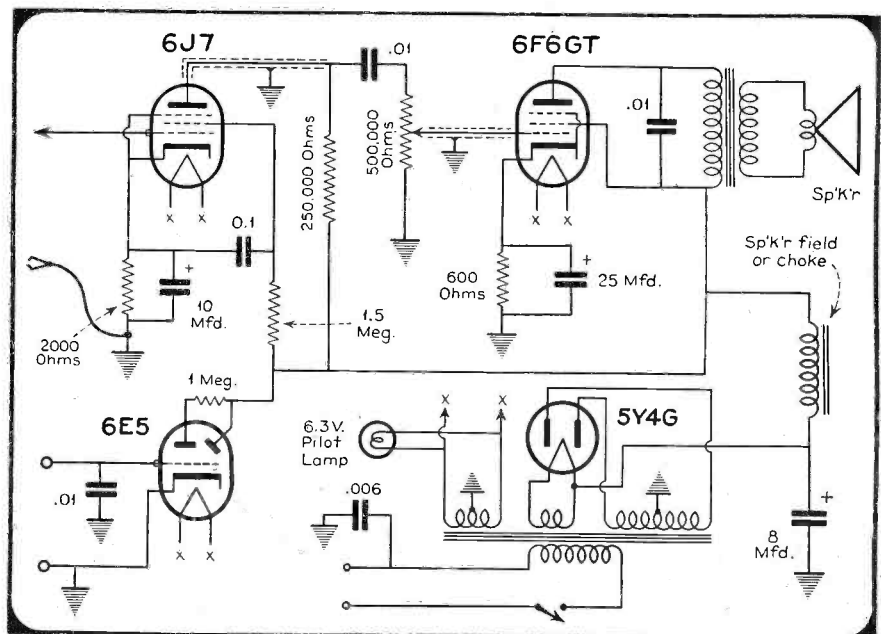 6J7
6F6GT
.01
.01
250.000 Ohms
500.000
Ohms
Sp'K'r
X X
X X
0.1
Sp'K'r field
or choke
+
10
Mfd.
600
Ohms
+
25 Mfd.
2000
Ohms
1.5
Meg.
1 Meg.
6E5
6.3V.
Pilot
Lamp
X X
5Y4G
.01
.006
+
8
Mfd.
X X